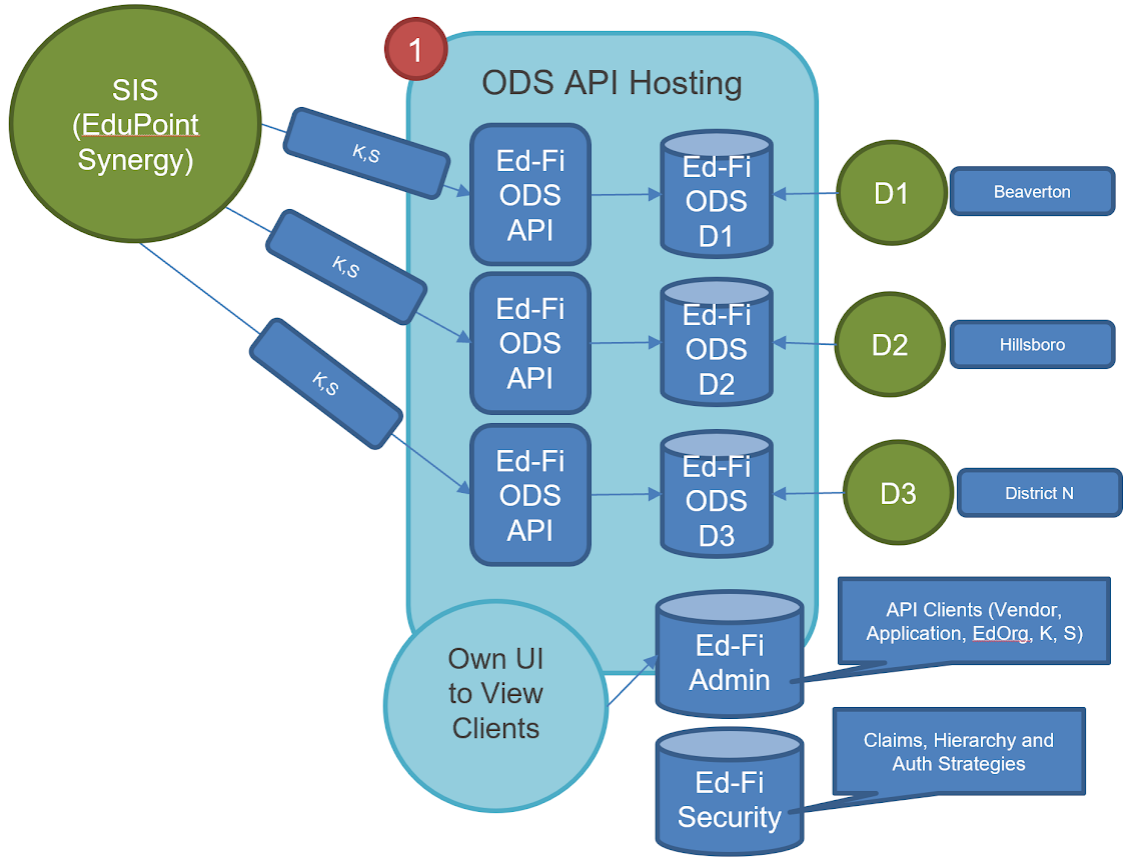 1
ODS API Hosting
SIS
(EduPoint
Synergy)
K,S
K,S
K,S
Ed-Fi
ODS
API
Ed-Fi
ODS
D1
D1
Beaverton
Ed-Fi
ODS
API
Ed-Fi
ODS
D2
D2
Hillsboro
Ed-Fi
ODS
API
Ed-Fi
ODS
D3
D3
District N
Own UI
to View
Clients
Ed-Fi
Admin
API Clients (Vendor,
Application, EdOrg, K, S)
Ed-Fi
Security
Claims, Hierarchy and
Auth Strategies